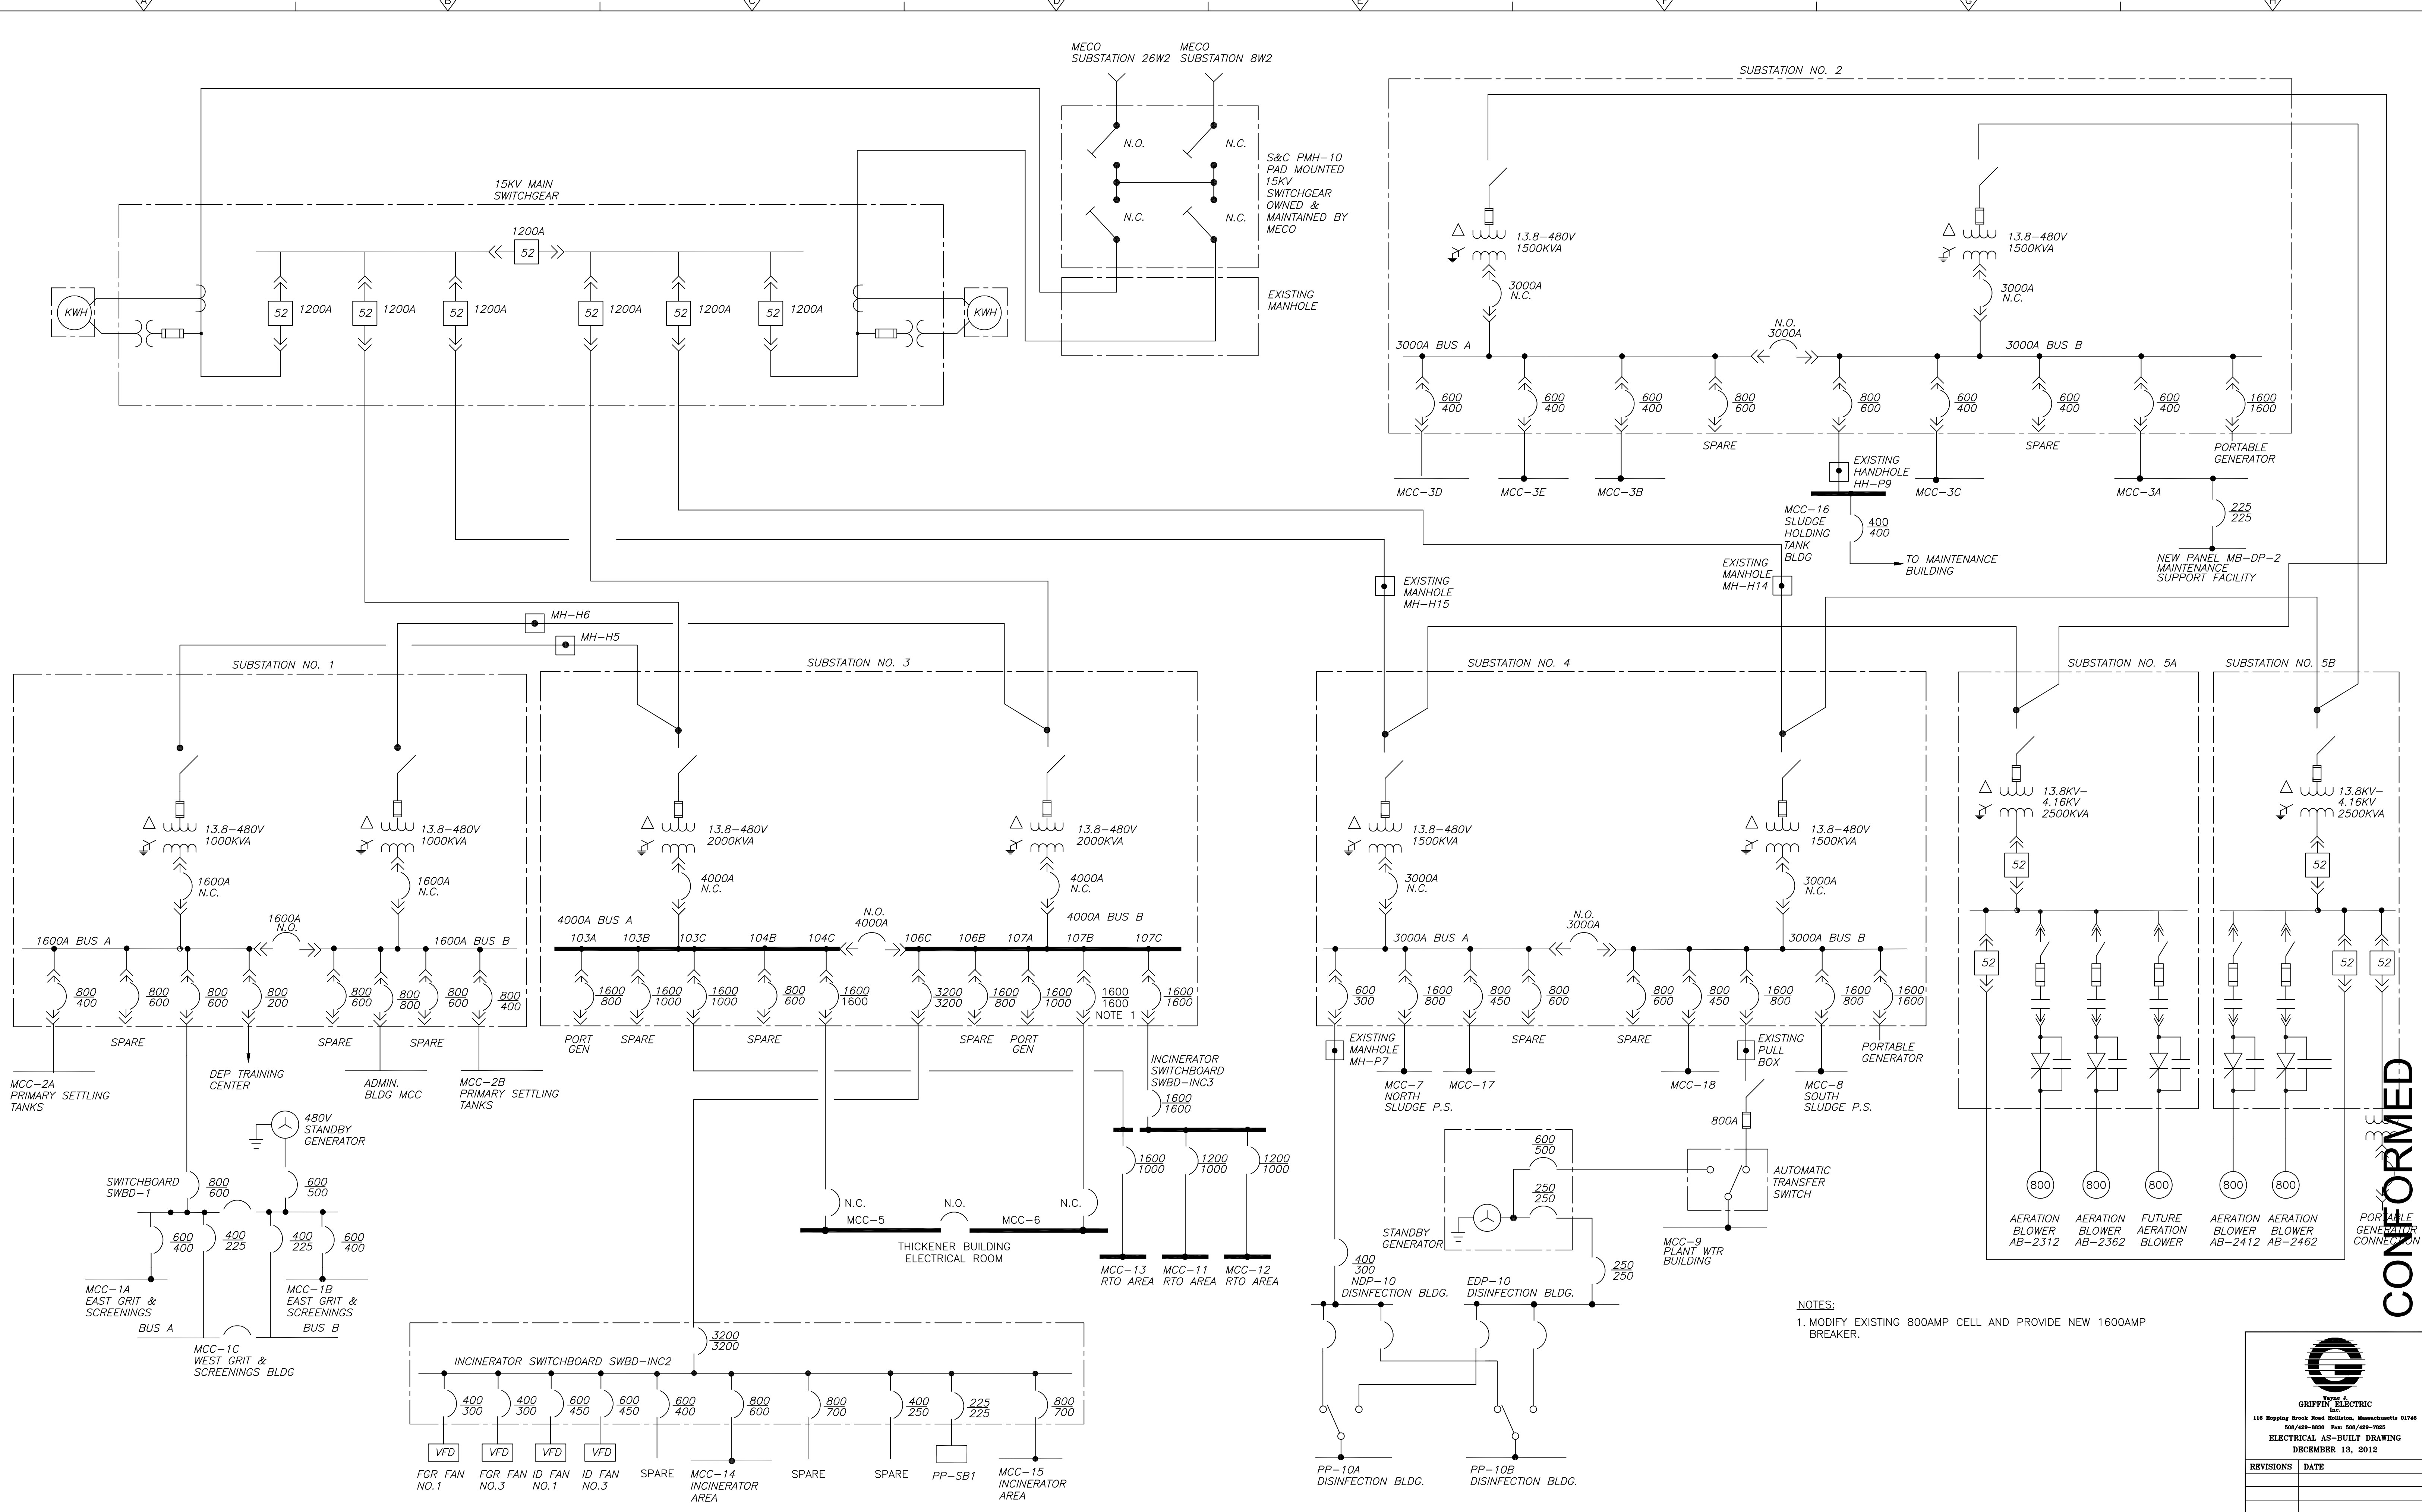 A
B
C
D
E
F
G
H
MECO
SUBSTATION 26W2
MECO
SUBSTATION 8W2
N.O.
N.C.
N.C.
N.C.
S&C PMH-10
PAD MOUNTED
15KV
SWITCHGEAR
OWNED &
MAINTAINED BY
MECO
EXISTING
MANHOLE
15KV MAIN
SWITCHGEAR
1200A
52
KWH
52
1200A
52
1200A
52
1200A
52
1200A
52
1200A
52
1200A
KWH
SUBSTATION NO. 2
13.8-480V
1500KVA
13.8-480V
1500KVA
3000A
N.C.
3000A
N.C.
N.O.
3000A
3000A BUS A
3000A BUS B
600
400
600
400
600
400
800
600
800
600
600
400
600
400
600
400
1600
1600
SPARE
SPARE
PORTABLE
GENERATOR
EXISTING
HANDHOLE
HH-P9
MCC-3D
MCC-3E
MCC-3B
MCC-3C
MCC-3A
MCC-16
SLUDGE
HOLDING
TANK
BLDG
400
400
TO MAINTENANCE
BUILDING
225
225
NEW PANEL MB-DP-2
MAINTENANCE
SUPPORT FACILITY
EXISTING
MANHOLE
MH-H15
EXISTING
MANHOLE
MH-H14
MH-H6
MH-H5
SUBSTATION NO. 1
13.8-480V
1000KVA
13.8-480V
1000KVA
1600A
N.C.
1600A
N.C.
1600A
N.O.
1600A BUS A
1600A BUS B
800
400
800
600
800
600
800
200
800
600
800
800
800
600
800
400
SPARE
SPARE
SPARE
MCC-2A
PRIMARY SETTLING
TANKS
DEP TRAINING
CENTER
ADMIN.
BLDG MCC
MCC-2B
PRIMARY SETTLING
TANKS
480V
STANDBY
GENERATOR
SWITCHBOARD
SWBD-1
800
600
600
500
600
400
400
225
400
225
600
400
MCC-1A
EAST GRIT &
SCREENINGS
MCC-1B
EAST GRIT &
SCREENINGS
BUS A
BUS B
MCC-1C
WEST GRIT &
SCREENINGS BLDG
SUBSTATION NO. 3
13.8-480V
2000KVA
13.8-480V
2000KVA
4000A
N.C.
4000A
N.C.
N.O.
4000A
4000A BUS A
4000A BUS B
103A
103B
103C
104B
104C
106C
106B
107A
107B
107C
1600
800
1600
1000
1600
1000
800
600
1600
1600
3200
3200
1600
800
1600
1000
1600
1600
NOTE 1
1600
1600
PORT
GEN
SPARE
SPARE
SPARE
PORT
GEN
INCINERATOR
SWITCHBOARD
SWBD-INC3
1600
1600
1600
1000
1200
1000
1200
1000
N.C.
N.O.
N.C.
MCC-5
MCC-6
THICKENER BUILDING
ELECTRICAL ROOM
MCC-13
RTO AREA
MCC-11
RTO AREA
MCC-12
RTO AREA
3200
3200
INCINERATOR SWITCHBOARD SWBD-INC2
400
300
400
300
600
450
600
450
600
400
800
600
800
700
400
250
225
225
800
700
VFD
VFD
VFD
VFD
FGR FAN
NO.1
FGR FAN
NO.3
ID FAN
NO.1
ID FAN
NO.3
SPARE
MCC-14
INCINERATOR
AREA
SPARE
SPARE
PP-SB1
MCC-15
INCINERATOR
AREA
SUBSTATION NO. 4
13.8-480V
1500KVA
13.8-480V
1500KVA
3000A
N.C.
3000A
N.C.
N.O.
3000A
3000A BUS A
3000A BUS B
600
300
1600
800
800
450
800
600
800
600
800
450
1600
800
1600
800
1600
1600
EXISTING
MANHOLE
MH-P7
SPARE
SPARE
EXISTING
PULL
BOX
PORTABLE
GENERATOR
MCC-7
NORTH
SLUDGE P.S.
MCC-17
MCC-18
MCC-8
SOUTH
SLUDGE P.S.
800A
600
500
250
250
STANDBY
GENERATOR
AUTOMATIC
TRANSFER
SWITCH
MCC-9
PLANT WTR
BUILDING
400
300
250
250
NDP-10
DISINFECTION BLDG.
EDP-10
DISINFECTION BLDG.
PP-10A
DISINFECTION BLDG.
PP-10B
DISINFECTION BLDG.
SUBSTATION NO. 5A
SUBSTATION NO. 5B
13.8KV-
4.16KV
2500KVA
13.8KV-
4.16KV
2500KVA
52
52
52
52
52
800
800
800
800
800
AERATION
BLOWER
AB-2312
AERATION
BLOWER
AB-2362
FUTURE
AERATION
BLOWER
AERATION
BLOWER
AB-2412
AERATION
BLOWER
AB-2462
PORTABLE
GENERATOR
CONNECTION
CONFORMED
NOTES:
1. MODIFY EXISTING 800AMP CELL AND PROVIDE NEW 1600AMP
BREAKER.
Wayne J.
GRIFFIN ELECTRIC
Inc.
116 Hopping Brook Road Holliston, Massachusetts 01746
508/429-8830 Fax: 508/429-7825
ELECTRICAL AS-BUILT DRAWING
DECEMBER 13, 2012
REVISIONS
DATE